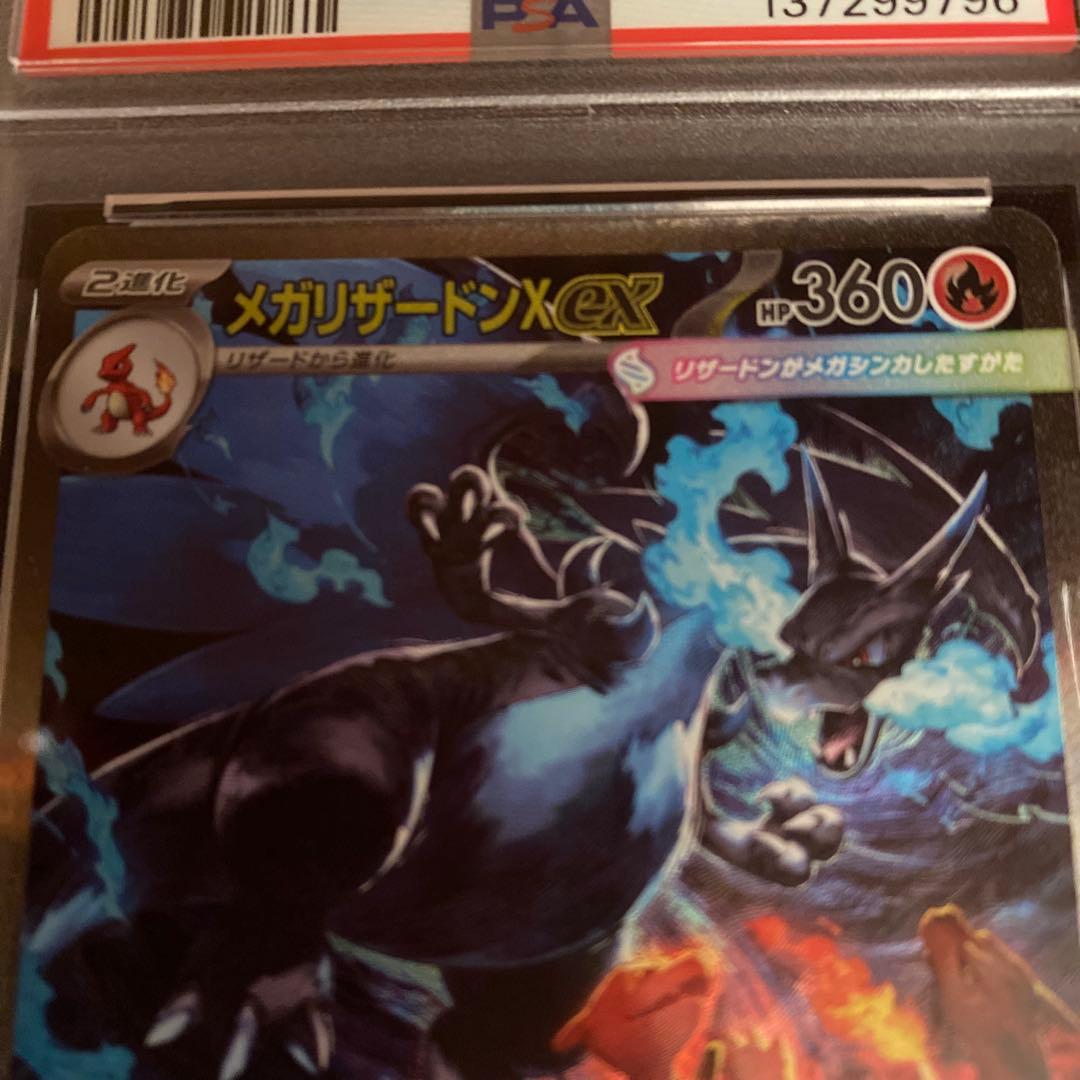 PSA
137299796
2進化
メガリザードンXex
HP360
リザードから進化
リザードンがメガシンカしたすがた